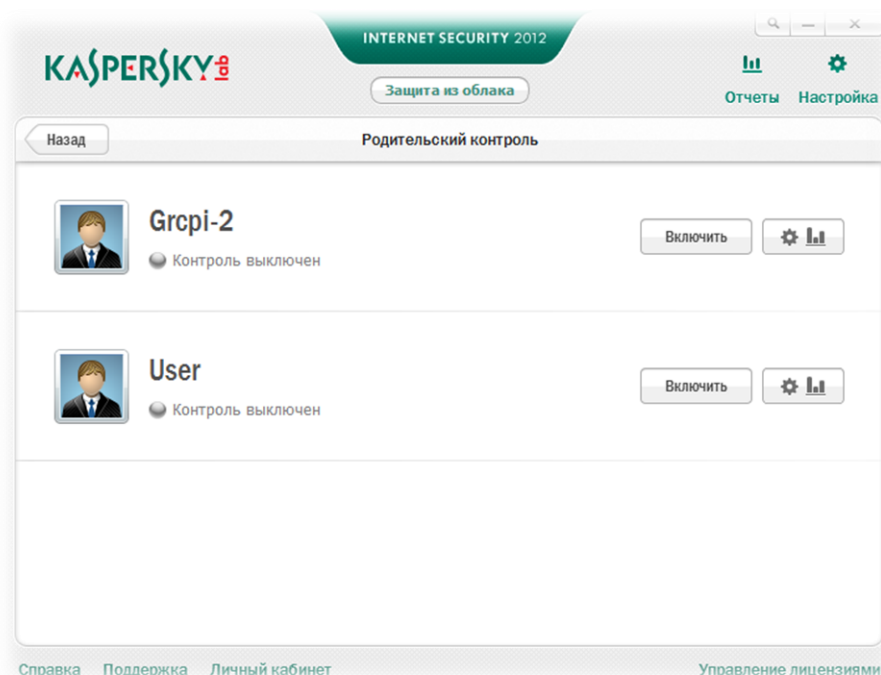 INTERNET SECURITY 2012
KASPERSKY lab
Защита из облака
Отчеты Настройка
Назад
Родительский контроль
Grcpi-2
Контроль выключен
Включить
User
Контроль выключен
Включить
Справка Поддержка Личный кабинет Управление лицензиями